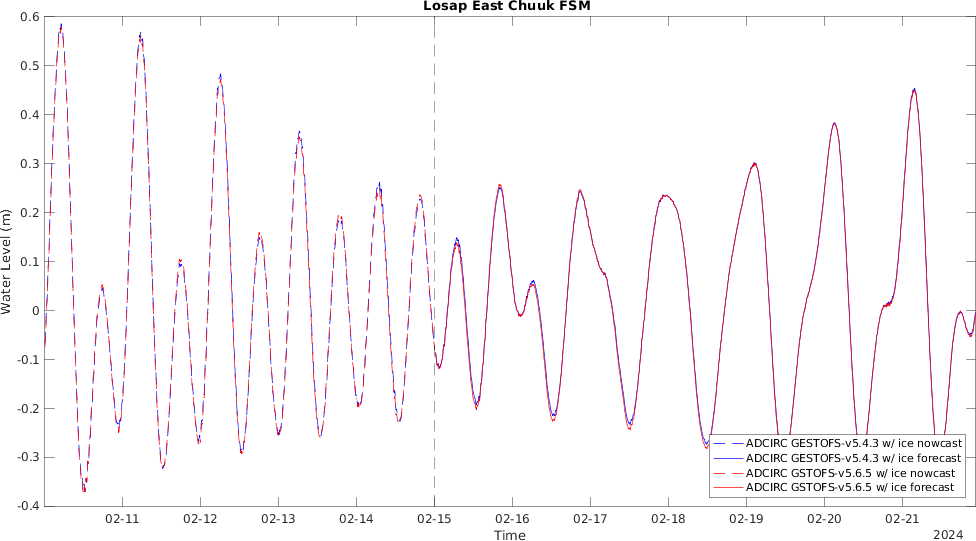 Losap East Chuuk FSM
0.6
0.5
0.4
0.3
0.2
0.1
0
-0.1
-0.2
-0.3
-0.4
Water Level (m)
ADCIRC GESTOFS-v5.4.3 w/ ice nowcast
ADCIRC GESTOFS-v5.4.3 w/ ice forecast
ADCIRC GSTOFS-v5.6.5 w/ ice nowcast
ADCIRC GSTOFS-v5.6.5 w/ ice forecast
02-11 02-12 02-13 02-14 02-15 02-16 02-17 02-18 02-19 02-20 02-21
Time
2024